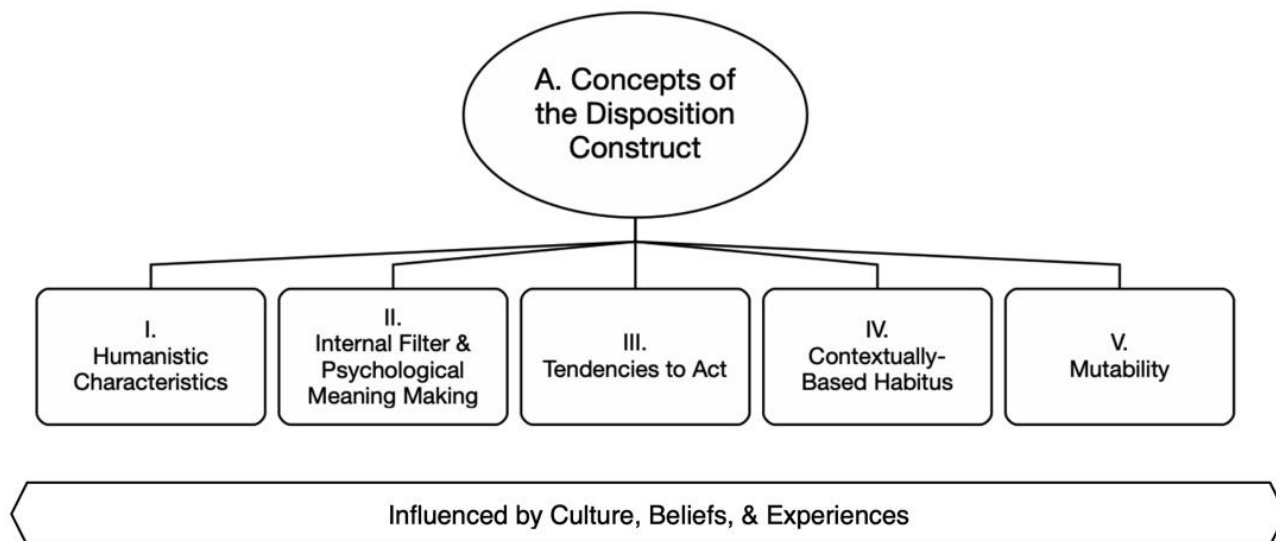 A. Concepts of
the Disposition
Construct
I.
Humanistic
Characteristics
II.
Internal Filter &
Psychological
Meaning Making
III.
Tendencies to Act
IV.
Contextually-
Based Habitus
V.
Mutability
Influenced by Culture, Beliefs, & Experiences